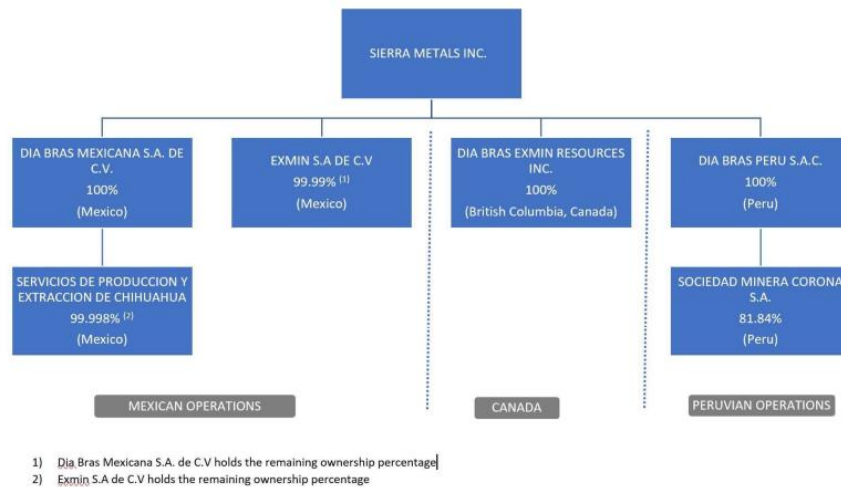 SIERRA METALS INC.
DIA BRAS MEXICANA S.A. DE
C.V.
100%
(Mexico)
EXMIN S.A DE C.V
99.99% (1)
(Mexico)
DIA BRAS EXMIN RESOURCES
INC.
100%
(British Columbia, Canada)
DIA BRAS PERU S.A.C.
100%
(Peru)
SERVICIOS DE PRODUCCION Y
EXTRACCION DE CHIHUAHUA
99.998% (2)
(Mexico)
SOCIEDAD MINERA CORONA
S.A.
81.84%
(Peru)
MEXICAN OPERATIONS
CANADA
PERUVIAN OPERATIONS
1) Dia Bras Mexicana S.A. de C.V holds the remaining ownership percentage
2) Exmin S.A de C.V holds the remaining ownership percentage